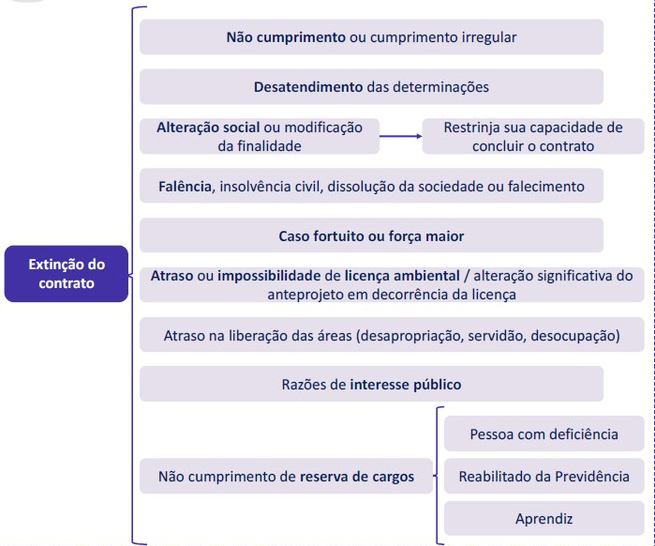 Não cumprimento ou cumprimento irregular
Desatendimento das determinações
Alteração social ou modificação
da finalidade
Restrinja sua capacidade de
concluir o contrato
Falência, insolvência civil, dissolução da sociedade ou falecimento
Caso fortuito ou força maior
Extinção do
contrato
Atraso ou impossibilidade de licença ambiental / alteração significativa do
anteprojeto em decorrência da licença
Atraso na liberação das áreas (desapropriação, servidão, desocupação)
Razões de interesse público
Não cumprimento de reserva de cargos
Pessoa com deficiência
Reabilitado da Previdência
Aprendiz